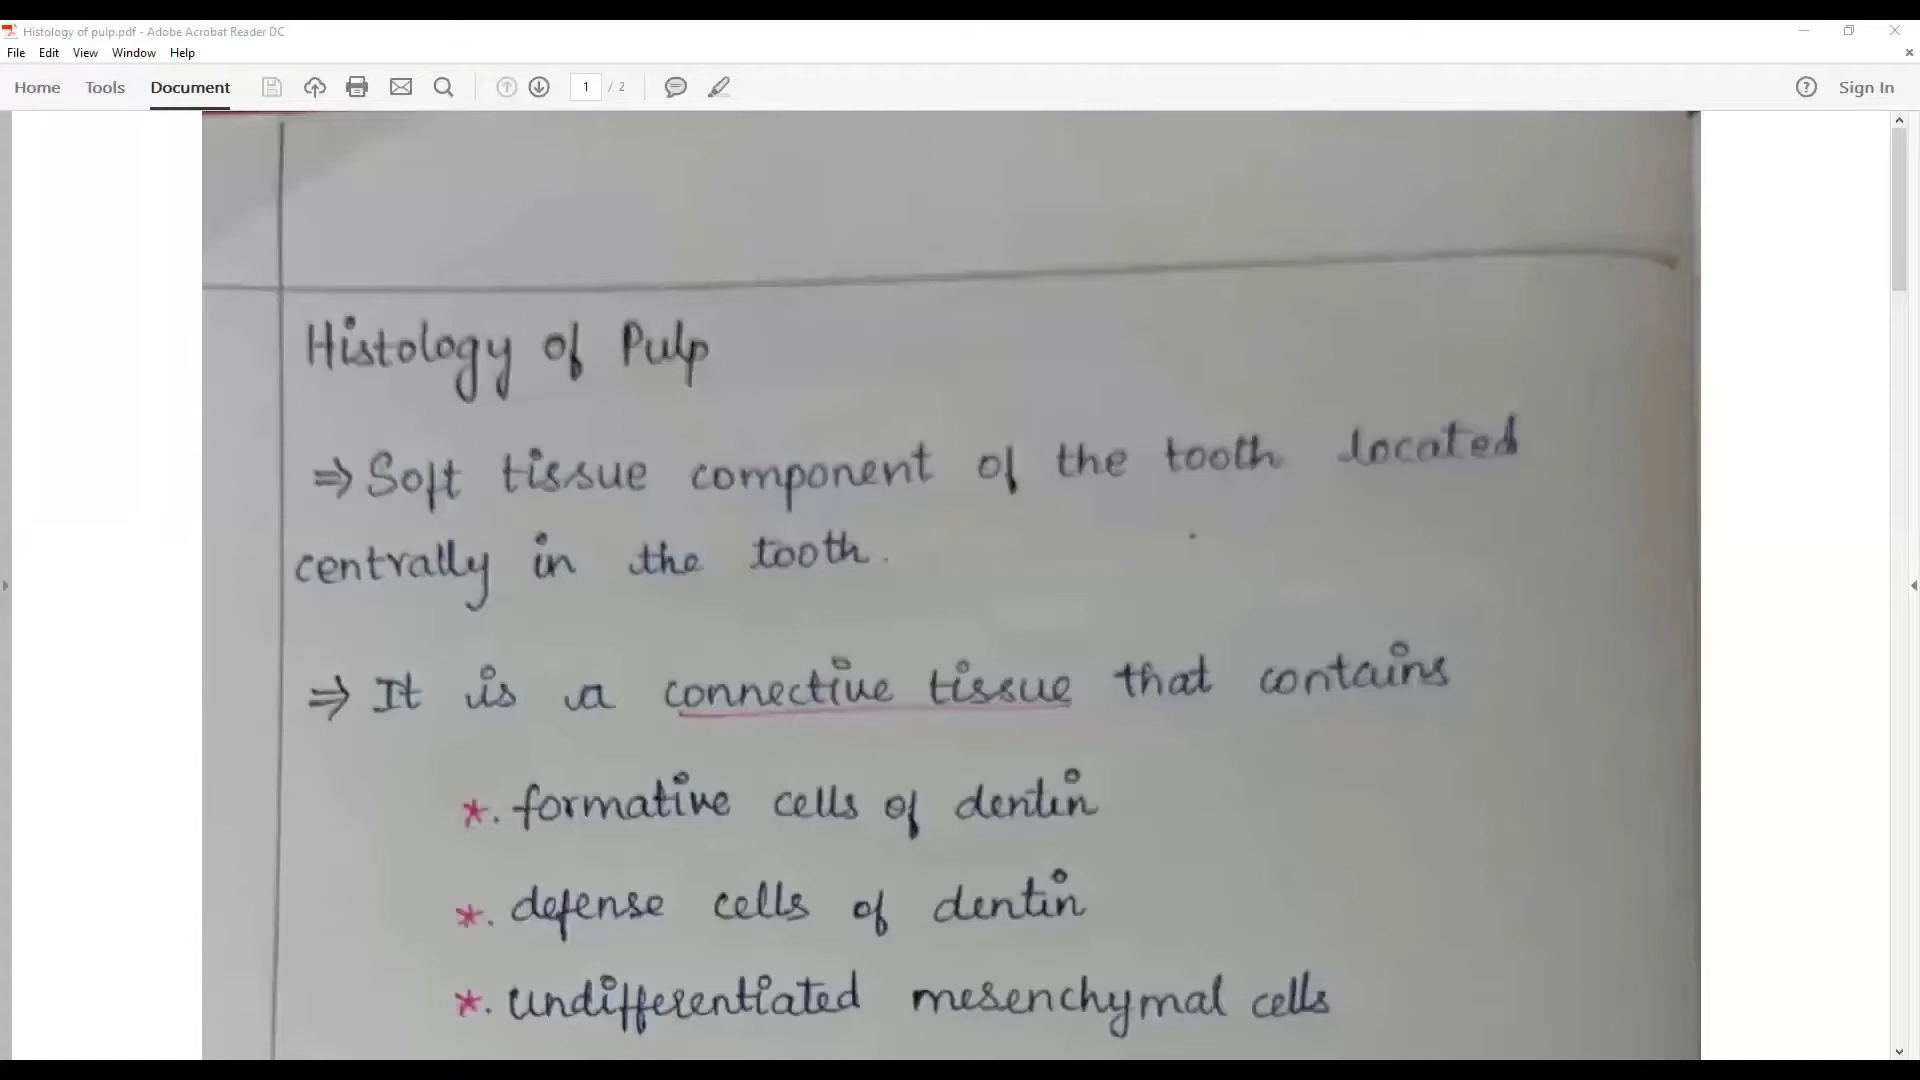 Histology of pulp.pdf - Adobe Acrobat Reader DC
File Edit View Window Help
Home Tools Document 1 / 2 Sign In
Histology of Pulp
⇒ Soft tissue component of the tooth located
centrally in the tooth.
⇒ It is a connective tissue that contains
*. formative cells of dentin
*. defense cells of dentin
*. undifferentiated mesenchymal cells